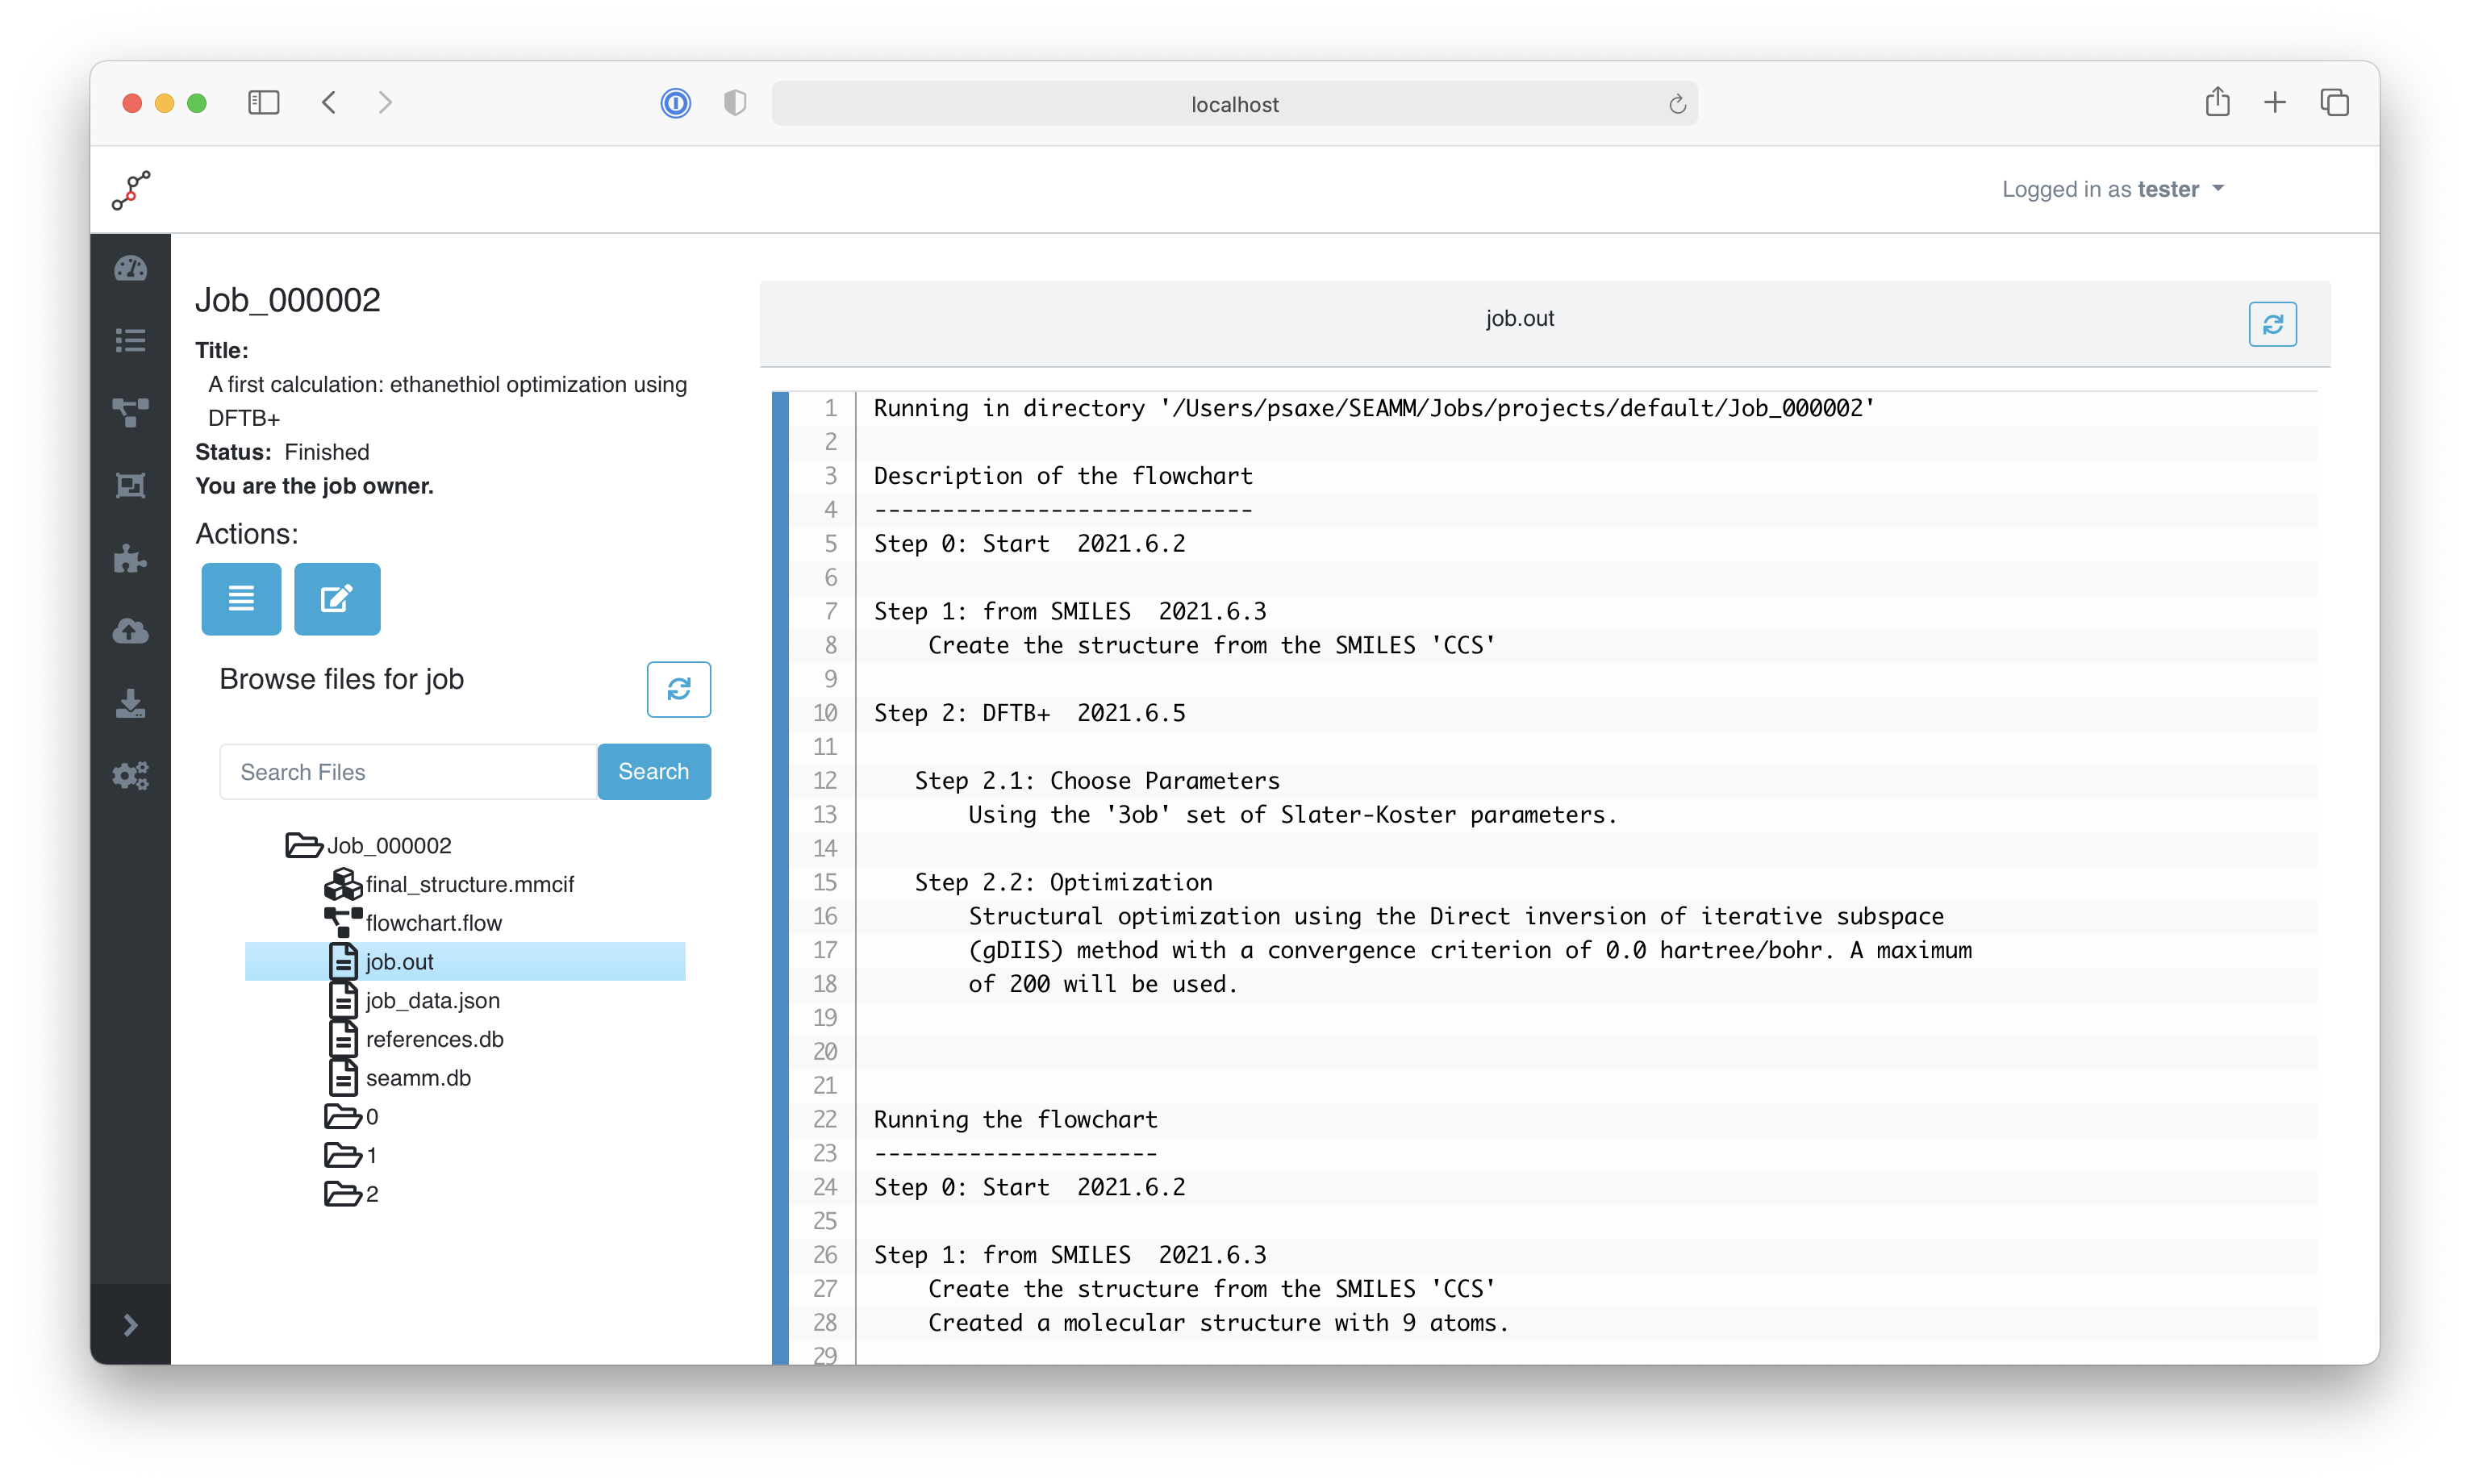 localhost
Logged in as tester
Job_000002
Title:
A first calculation: ethanethiol optimization using
DFTB+
Status: Finished
You are the job owner.
Actions:
Browse files for job
Search Files
Search
Job_000002
final_structure.mmcif
flowchart.flow
job.out
job_data.json
references.db
seamm.db
0
1
2
job.out
1 Running in directory '/Users/psaxe/SEAMM/Jobs/projects/default/Job_000002'
2
3 Description of the flowchart
4 ----------------------------
5 Step 0: Start  2021.6.2
6
7 Step 1: from SMILES  2021.6.3
8     Create the structure from the SMILES 'CCS'
9
10 Step 2: DFTB+  2021.6.5
11
12    Step 2.1: Choose Parameters
13        Using the '3ob' set of Slater-Koster parameters.
14
15    Step 2.2: Optimization
16        Structural optimization using the Direct inversion of iterative subspace
17        (gDIIS) method with a convergence criterion of 0.0 hartree/bohr. A maximum
18        of 200 will be used.
19
20
21
22 Running the flowchart
23 ---------------------
24 Step 0: Start  2021.6.2
25
26 Step 1: from SMILES  2021.6.3
27     Create the structure from the SMILES 'CCS'
28     Created a molecular structure with 9 atoms.
29